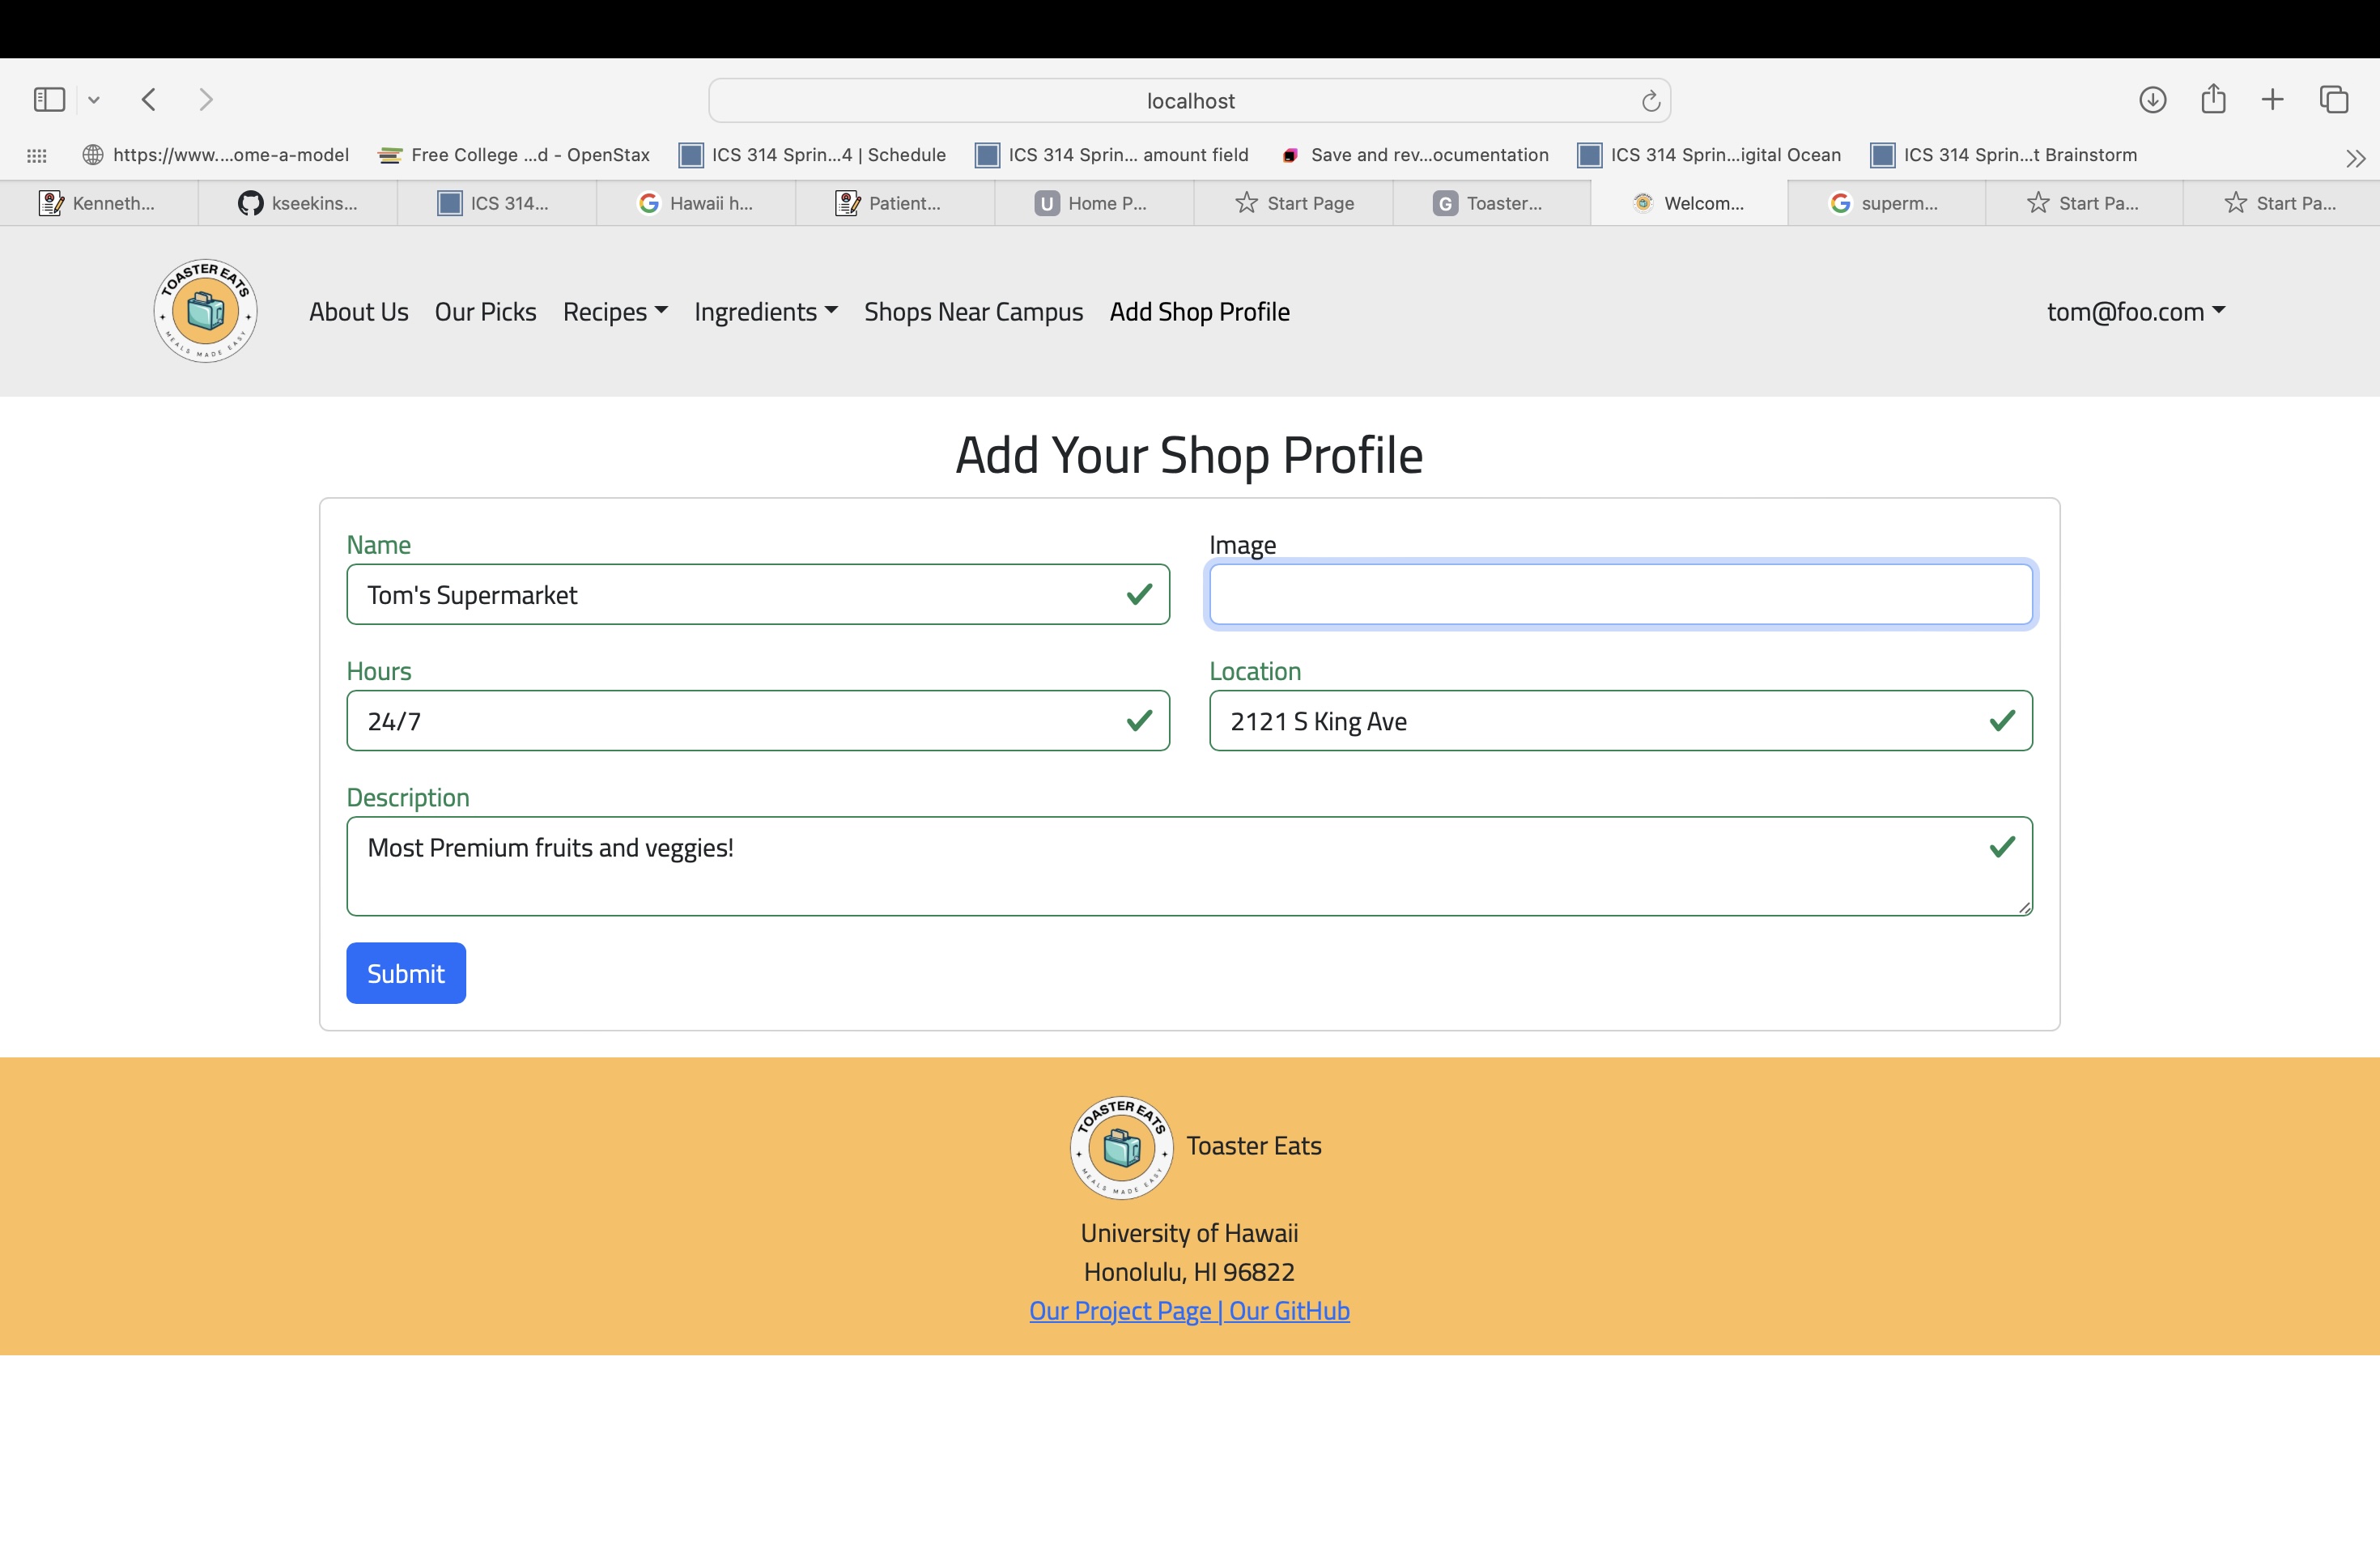 localhost
https://www....ome-a-model Free College ...d - OpenStax ICS 314 Sprin...4 | Schedule ICS 314 Sprin... amount field Save and rev...ocumentation ICS 314 Sprin...igital Ocean ICS 314 Sprin...t Brainstorm
Kenneth... kseekins... ICS 314... Hawaii h... Patient... U Home P... Start Page G Toaster... Welcom... superm... Start Pa... Start Pa...
TOASTER EATS
MEALS MADE EASY
About Us Our Picks Recipes Ingredients Shops Near Campus Add Shop Profile tom@foo.com
Add Your Shop Profile
Name Image
Tom's Supermarket
Hours Location
24/7 2121 S King Ave
Description
Most Premium fruits and veggies!
Submit
TOASTER EATS
MEALS MADE EASY
Toaster Eats
University of Hawaii
Honolulu, HI 96822
Our Project Page | Our GitHub